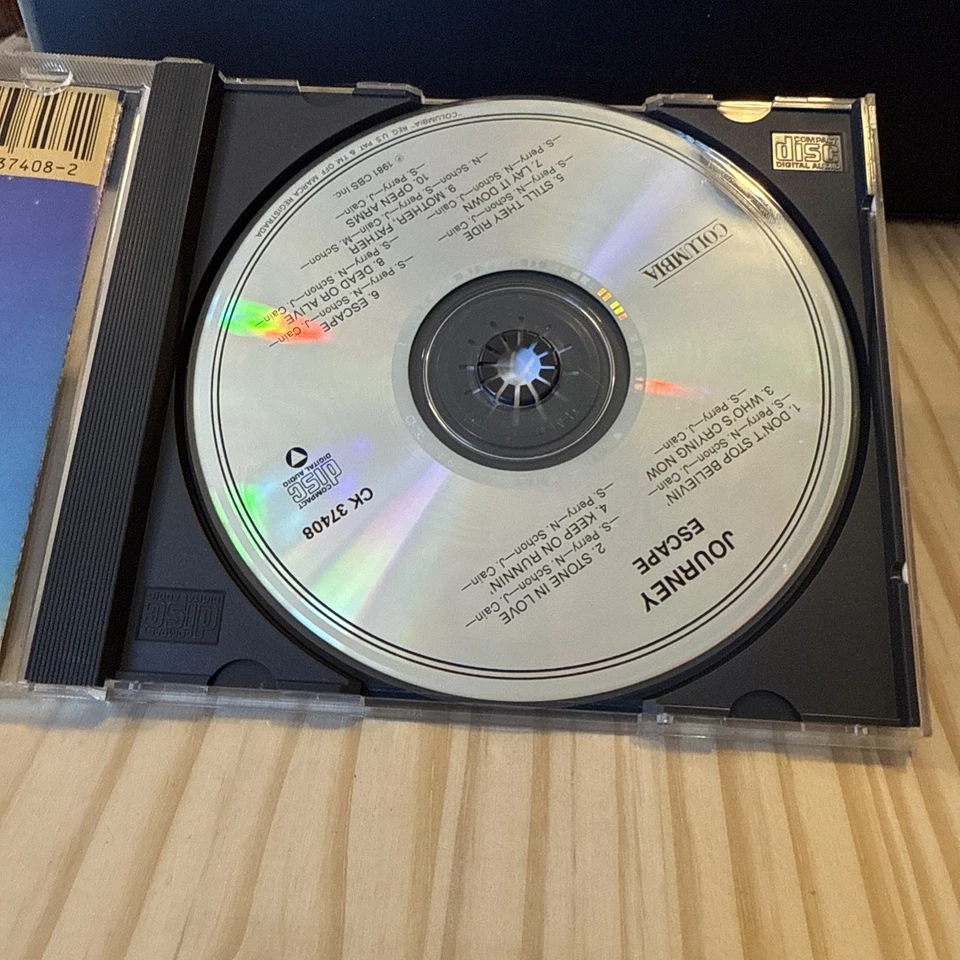 37408-2
COMPACT
disc
DIGITAL AUDIO
JOURNEY
ESCAPE
1. DON'T STOP BELIEVIN'
—S. Perry—N. Schon—J. Cain—
2. STONE IN LOVE
—S. Perry—N. Schon—J. Cain—
3. WHO'S CRYING NOW
—S. Perry—J. Cain—
4. KEEP ON RUNNIN'
—S. Perry—N. Schon—J. Cain—
COLUMBIA
CK 37408
COMPACT
disc
DIGITAL AUDIO
5. STILL THEY RIDE
—S. Perry—N. Schon—J. Cain—
6. ESCAPE
—S. Perry—N. Schon—J. Cain—
7. LAY IT DOWN
—S. Perry—N. Schon—J. Cain—
8. DEAD OR ALIVE
—S. Perry—N. Schon—J. Cain—
9. MOTHER, FATHER
—N. Schon—S. Perry—J. Cain—M. Schon—
10. OPEN ARMS
—S. Perry—J. Cain—
℗ 1981 CBS Inc.
"COLUMBIA" REG. U.S. PAT. & TM. OFF. MARCA REGISTRADA.